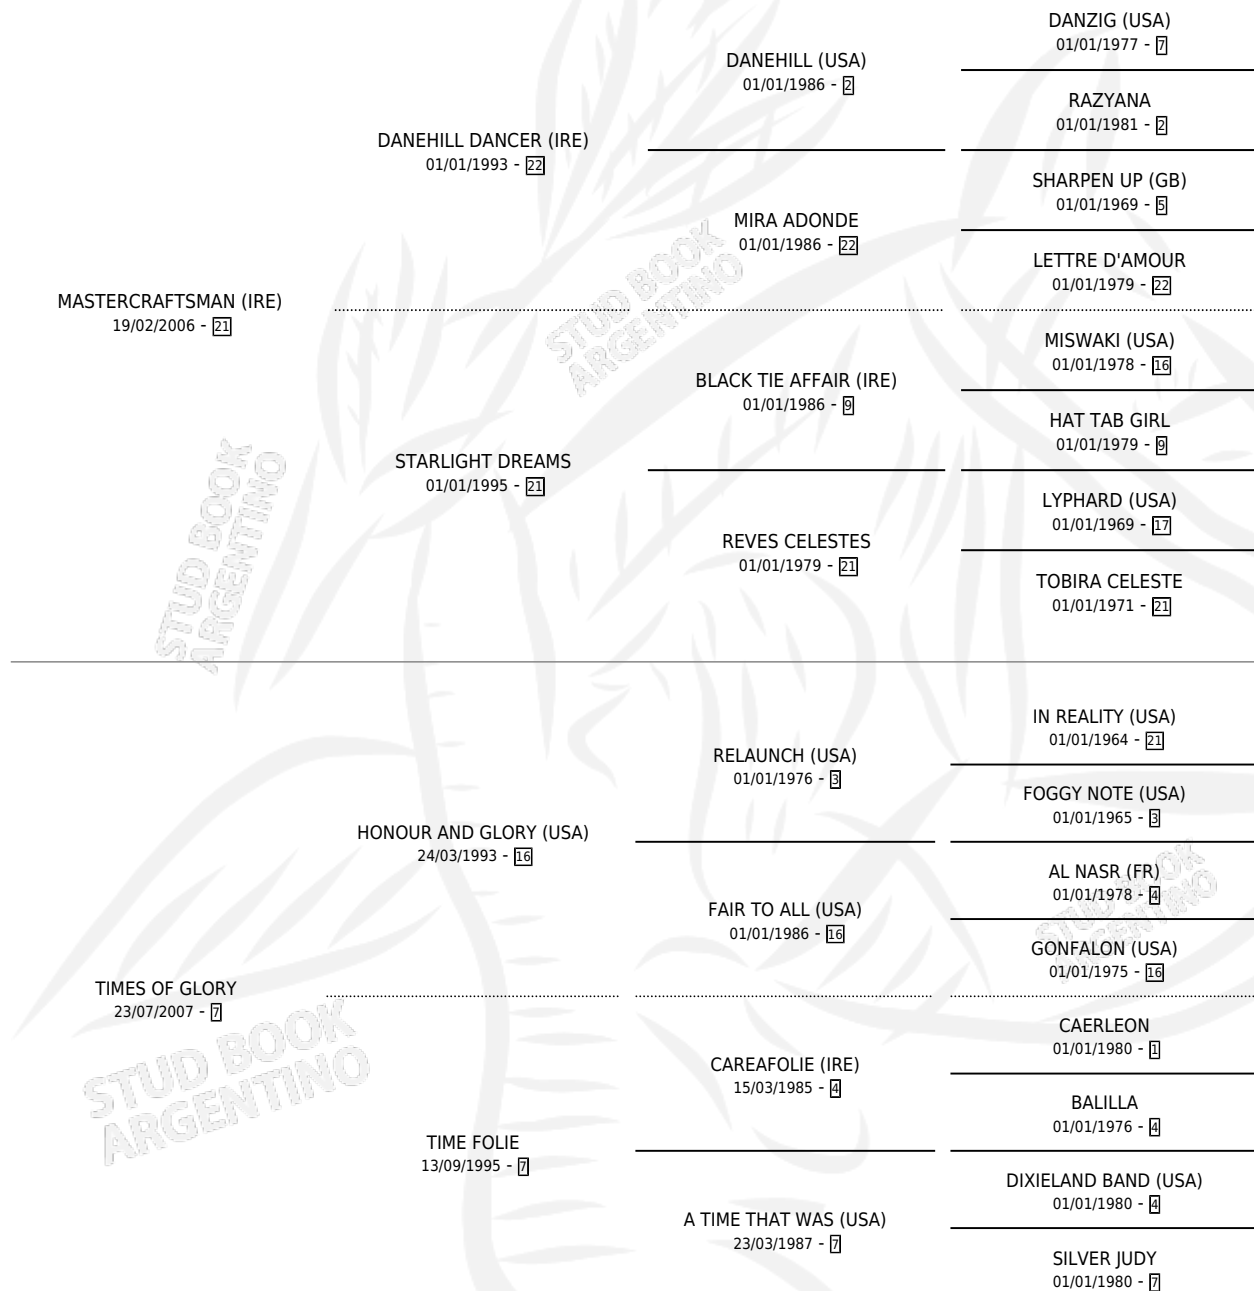 DANZIG (USA)
01/01/1977 - 7
DANEHILL (USA)
01/01/1986 - 2
RAZYANA
01/01/1981 - 2
DANEHILL DANCER (IRE)
01/01/1993 - 22
SHARPEN UP (GB)
01/01/1969 - 5
MIRA ADONDE
01/01/1986 - 22
LETTRE D'AMOUR
01/01/1979 - 22
MASTERCRAFTSMAN (IRE)
19/02/2006 - 21
MISWAKI (USA)
01/01/1978 - 16
BLACK TIE AFFAIR (IRE)
01/01/1986 - 9
HAT TAB GIRL
01/01/1979 - 9
STARLIGHT DREAMS
01/01/1995 - 21
LYPHARD (USA)
01/01/1969 - 17
REVES CELESTES
01/01/1979 - 21
TOBIRA CELESTE
01/01/1971 - 21
IN REALITY (USA)
01/01/1964 - 21
RELAUNCH (USA)
01/01/1976 - 3
FOGGY NOTE (USA)
01/01/1965 - 3
HONOUR AND GLORY (USA)
24/03/1993 - 16
AL NASR (FR)
01/01/1978 - 4
FAIR TO ALL (USA)
01/01/1986 - 16
GONFALON (USA)
01/01/1975 - 16
TIMES OF GLORY
23/07/2007 - 7
CAERLEON
01/01/1980 - 1
CAREAFOLIE (IRE)
15/03/1985 - 4
BALILLA
01/01/1976 - 4
TIME FOLIE
13/09/1995 - 7
DIXIELAND BAND (USA)
01/01/1980 - 4
A TIME THAT WAS (USA)
23/03/1987 - 7
SILVER JUDY
01/01/1980 - 7
STUD BOOK
ARGENTINO
STUD BOOK
ARGENTINO
STUD BOOK
ARGENTINO
STUD BOOK
ARGENTINO